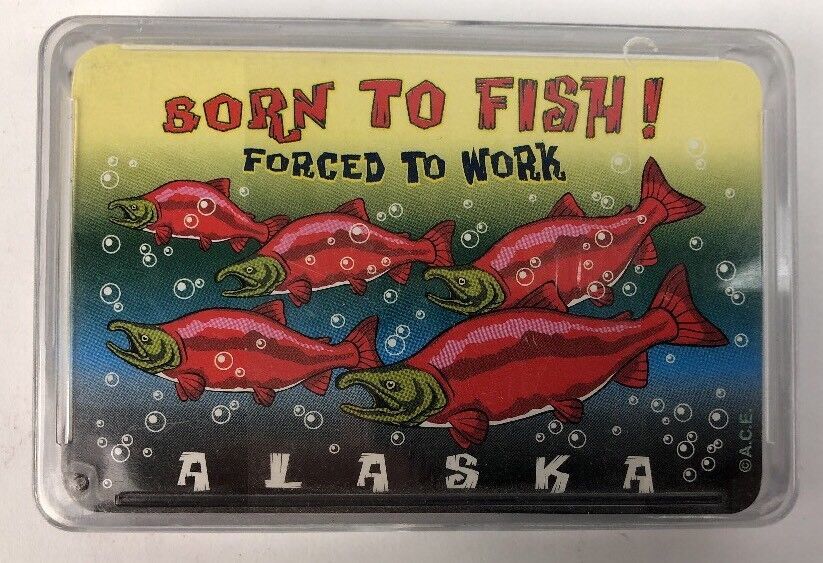 BORN TO FISH!
FORCED TO WORK
ALASKA
©A.C.E.